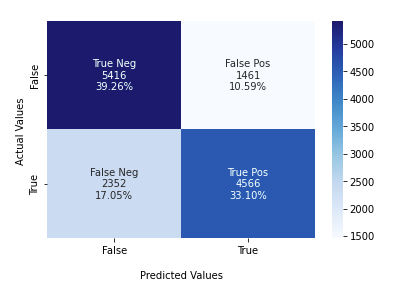 True Neg
5416
39.26%
False Pos
1461
10.59%
False Neg
2352
17.05%
True Pos
4566
33.10%
False
True
Actual Values
False
True
Predicted Values
5000
4500
4000
3500
3000
2500
2000
1500